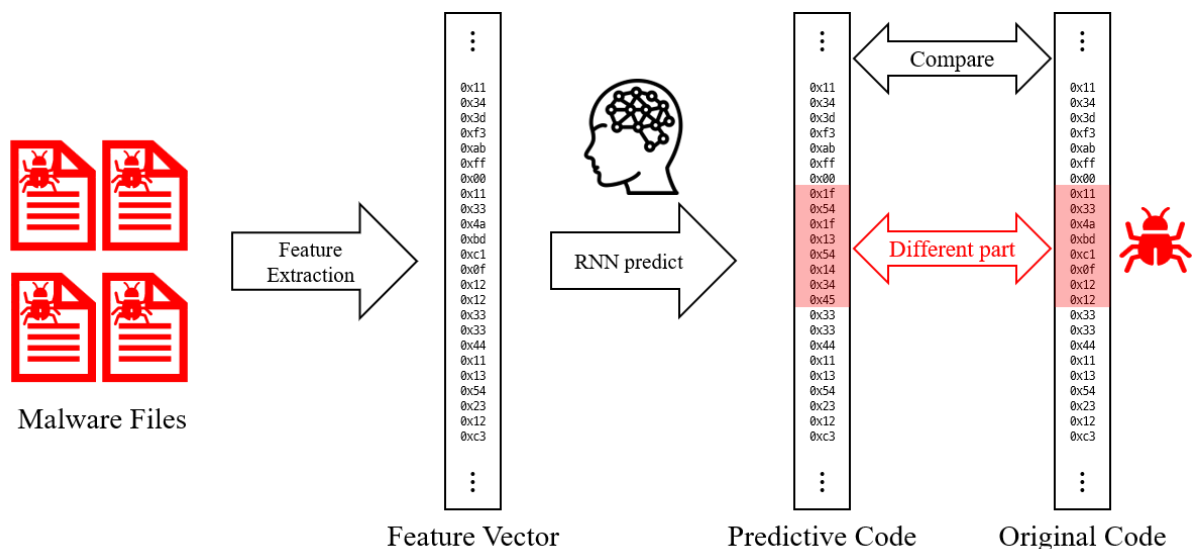 Malware Files
Feature
Extraction
⋮
0x11
0x34
0x3d
0xf3
0xab
0xff
0x00
0x11
0x33
0x4a
0xbd
0xc1
0x0f
0x12
0x12
0x33
0x33
0x44
0x11
0x13
0x54
0x23
0x12
0xc3
⋮
Feature Vector
RNN predict
⋮
0x11
0x34
0x3d
0xf3
0xab
0xff
0x00
0x1f
0x54
0x1f
0x13
0x54
0x14
0x34
0x45
0x33
0x33
0x44
0x11
0x13
0x54
0x23
0x12
0xc3
⋮
Predictive Code
Compare
Different part
⋮
0x11
0x34
0x3d
0xf3
0xab
0xff
0x00
0x11
0x33
0x4a
0xbd
0xc1
0x0f
0x12
0x12
0x33
0x33
0x44
0x11
0x13
0x54
0x23
0x12
0xc3
⋮
Original Code